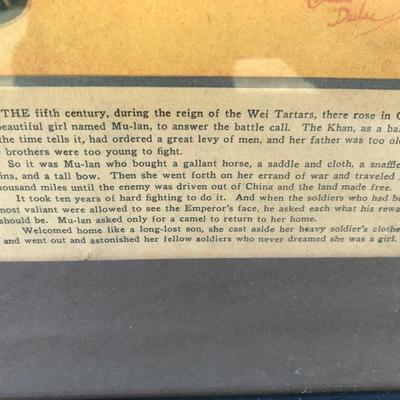 Dulac
THE fifth century, during the reign of the Wei Tartars, there rose in
beautiful girl named Mu-lan, to answer the battle call. The Khan, as a
the time tells it, had ordered a great levy of men, and her father was too old
brothers were too young to fight.
So it was Mu-lan who bought a gallant horse, a saddle and cloth, a snaffle
ins, and a tall bow. Then she went forth on her errand of war and traveled
housand miles until the enemy was driven out of China and the land made free.
It took ten years of hard fighting to do it. And when the soldiers who had be
most valiant were allowed to see the Emperor's face, he asked each what his rewa
should be. Mu-lan asked only for a camel to return to her home.
Welcomed home like a long-lost son, she cast aside her heavy soldier's clothe
and went out and astonished her fellow soldiers who never dreamed she was a girl.